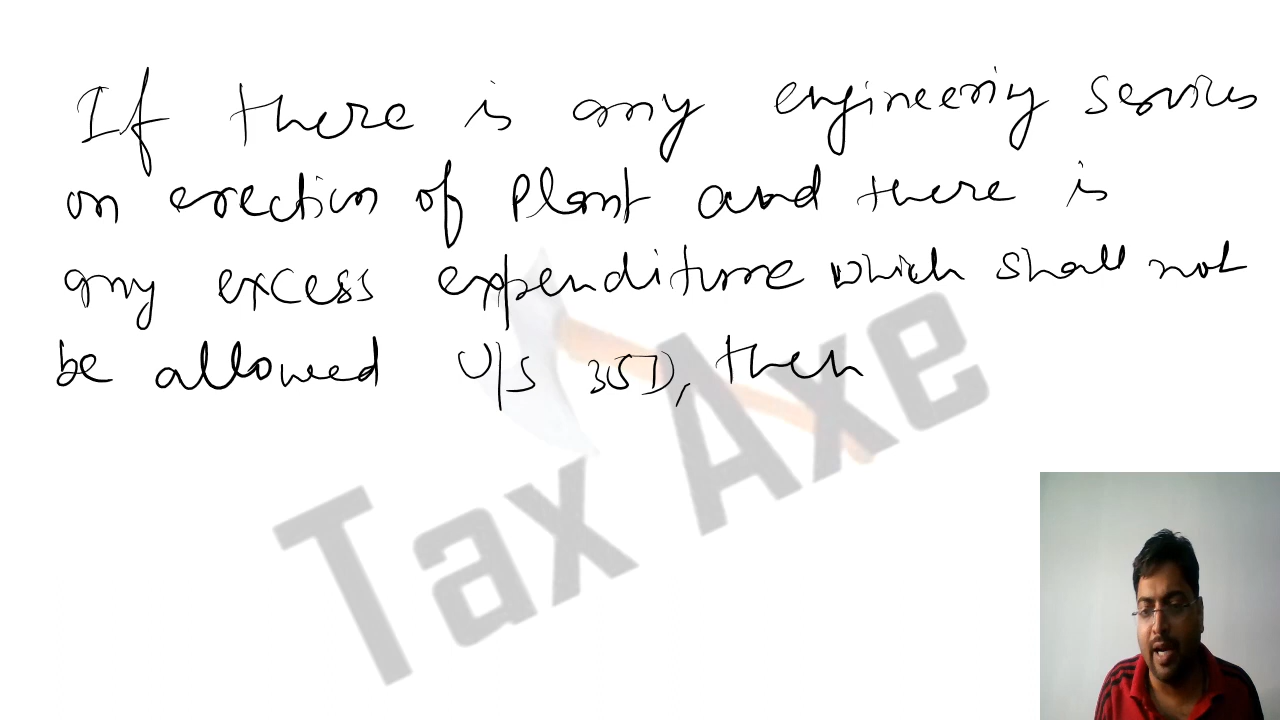 If there is any engineering services
on erection of Plant and there is
any excess expenditure which shall not
be allowed U/S 35D, then
Tax Axe